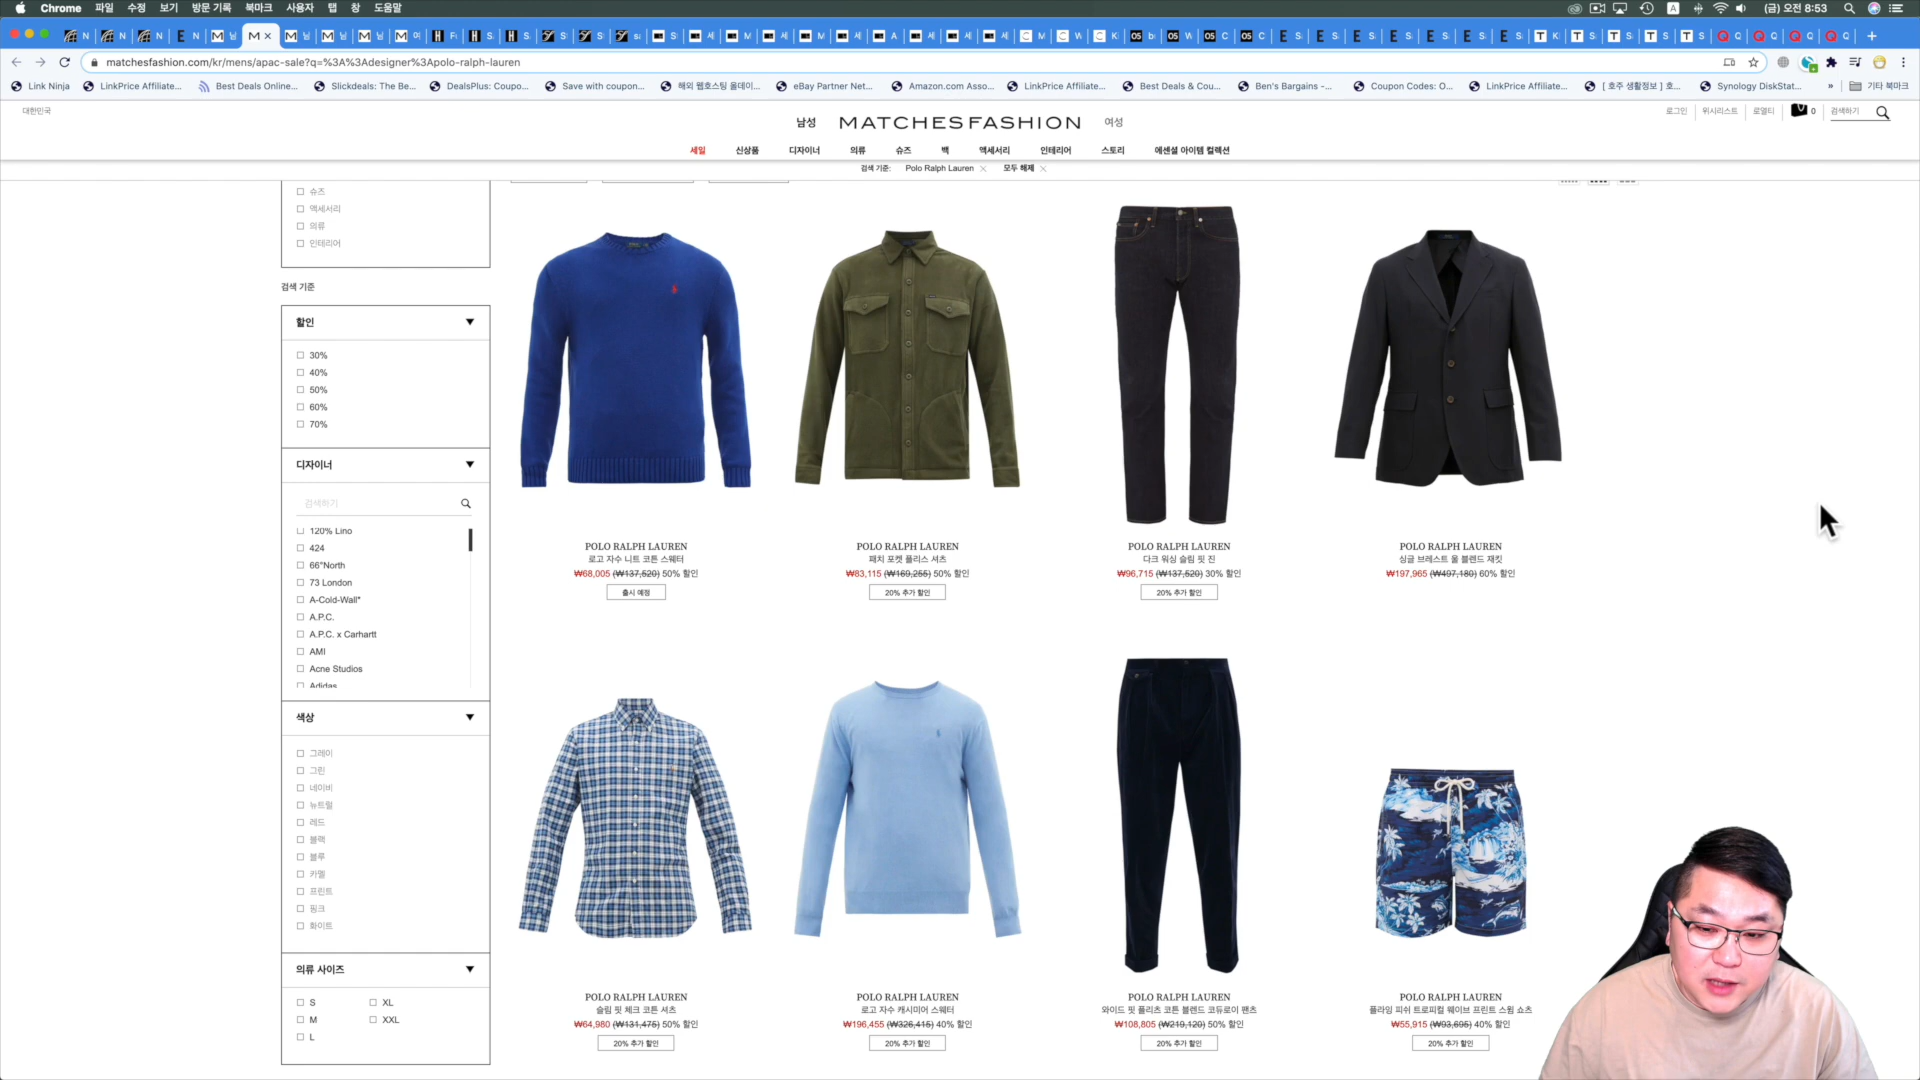 Chrome 파일 수정 보기 방문 기록 북마크 사용자 탭 창 도움말
(금) 오전 8:53
matchesfashion.com/kr/mens/apac-sale?q=%3A%3Adesigner%3Apolo-ralph-lauren
Link Ninja LinkPrice Affiliate... Best Deals Online... Slickdeals: The Be... DealsPlus: Coupo... Save with coupon... 해외 웹호스팅 올데이... eBay Partner Net... Amazon.com Asso... LinkPrice Affiliate... Best Deals & Cou... Ben's Bargains -... Coupon Codes: O... LinkPrice Affiliate... [ 호주 생활정보 ] 호... Synology DiskStat... » 기타 북마크
대한민국
로그인 위시리스트 로열티 0 검색하기
남성 MATCHESFASHION 여성
세일 신상품 디자이너 의류 슈즈 백 액세서리 인테리어 스토리 에센셜 아이템 컬렉션
검색 기준: Polo Ralph Lauren 모두 해제
슈즈
액세서리
의류
인테리어
검색 기준
할인
30%
40%
50%
60%
70%
디자이너
검색하기
120% Lino
424
66°North
73 London
A-Cold-Wall*
A.P.C.
A.P.C. x Carhartt
AMI
Acne Studios
Adidas
색상
그레이
그린
네이비
뉴트럴
레드
블랙
블루
카멜
프린트
핑크
화이트
의류 사이즈
S XL
M XXL
L
POLO RALPH LAUREN
로고 자수 니트 코튼 스웨터
₩68,005 (₩137,520) 50% 할인
출시 예정
POLO RALPH LAUREN
패치 포켓 플리스 셔츠
₩83,115 (₩169,255) 50% 할인
20% 추가 할인
POLO RALPH LAUREN
다크 워싱 슬림 핏 진
₩96,715 (₩137,520) 30% 할인
20% 추가 할인
POLO RALPH LAUREN
싱글 브레스트 울 블렌드 재킷
₩197,965 (₩497,180) 60% 할인
POLO RALPH LAUREN
슬림 핏 체크 코튼 셔츠
₩64,980 (₩131,475) 50% 할인
20% 추가 할인
POLO RALPH LAUREN
로고 자수 캐시미어 스웨터
₩196,455 (₩326,415) 40% 할인
20% 추가 할인
POLO RALPH LAUREN
와이드 핏 플리츠 코튼 블렌드 코듀로이 팬츠
₩108,805 (₩219,120) 50% 할인
20% 추가 할인
POLO RALPH LAUREN
플라잉 피쉬 트로피컬 웨이브 프린트 스윔 쇼츠
₩55,915 (₩93,695) 40% 할인
20% 추가 할인